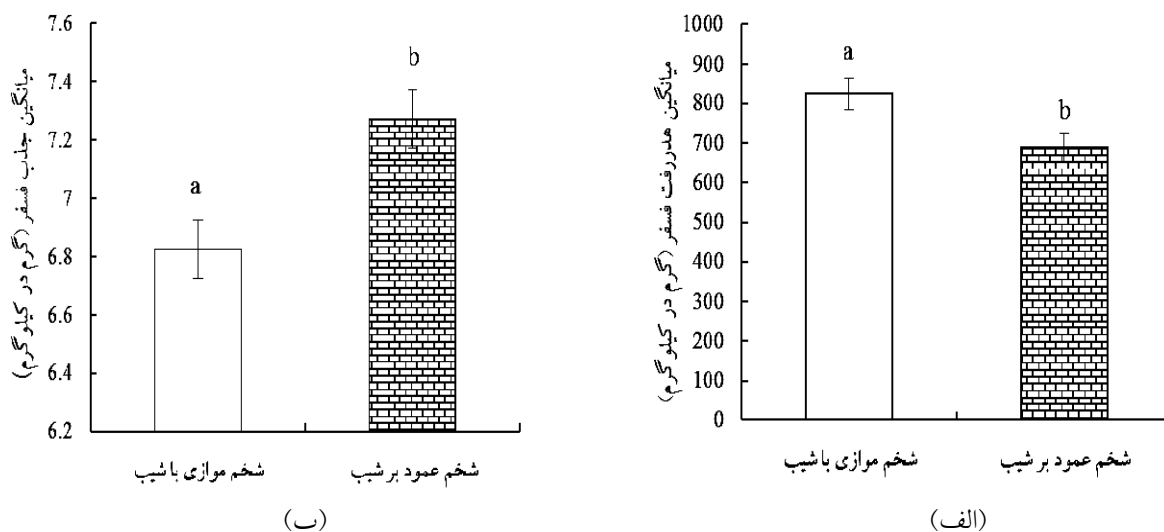 1000
900
800
700
600
500
400
300
200
100
0
میانگین هدررفت فسفر (گرم در کیلوگرم)
a
b
شخم موازی با شیب
شخم عمود بر شیب
(الف)
7.6
7.4
7.2
7
6.8
6.6
6.4
6.2
میانگین جذب فسفر (گرم در کیلوگرم)
a
b
شخم موازی با شیب
شخم عمود بر شیب
(ب)